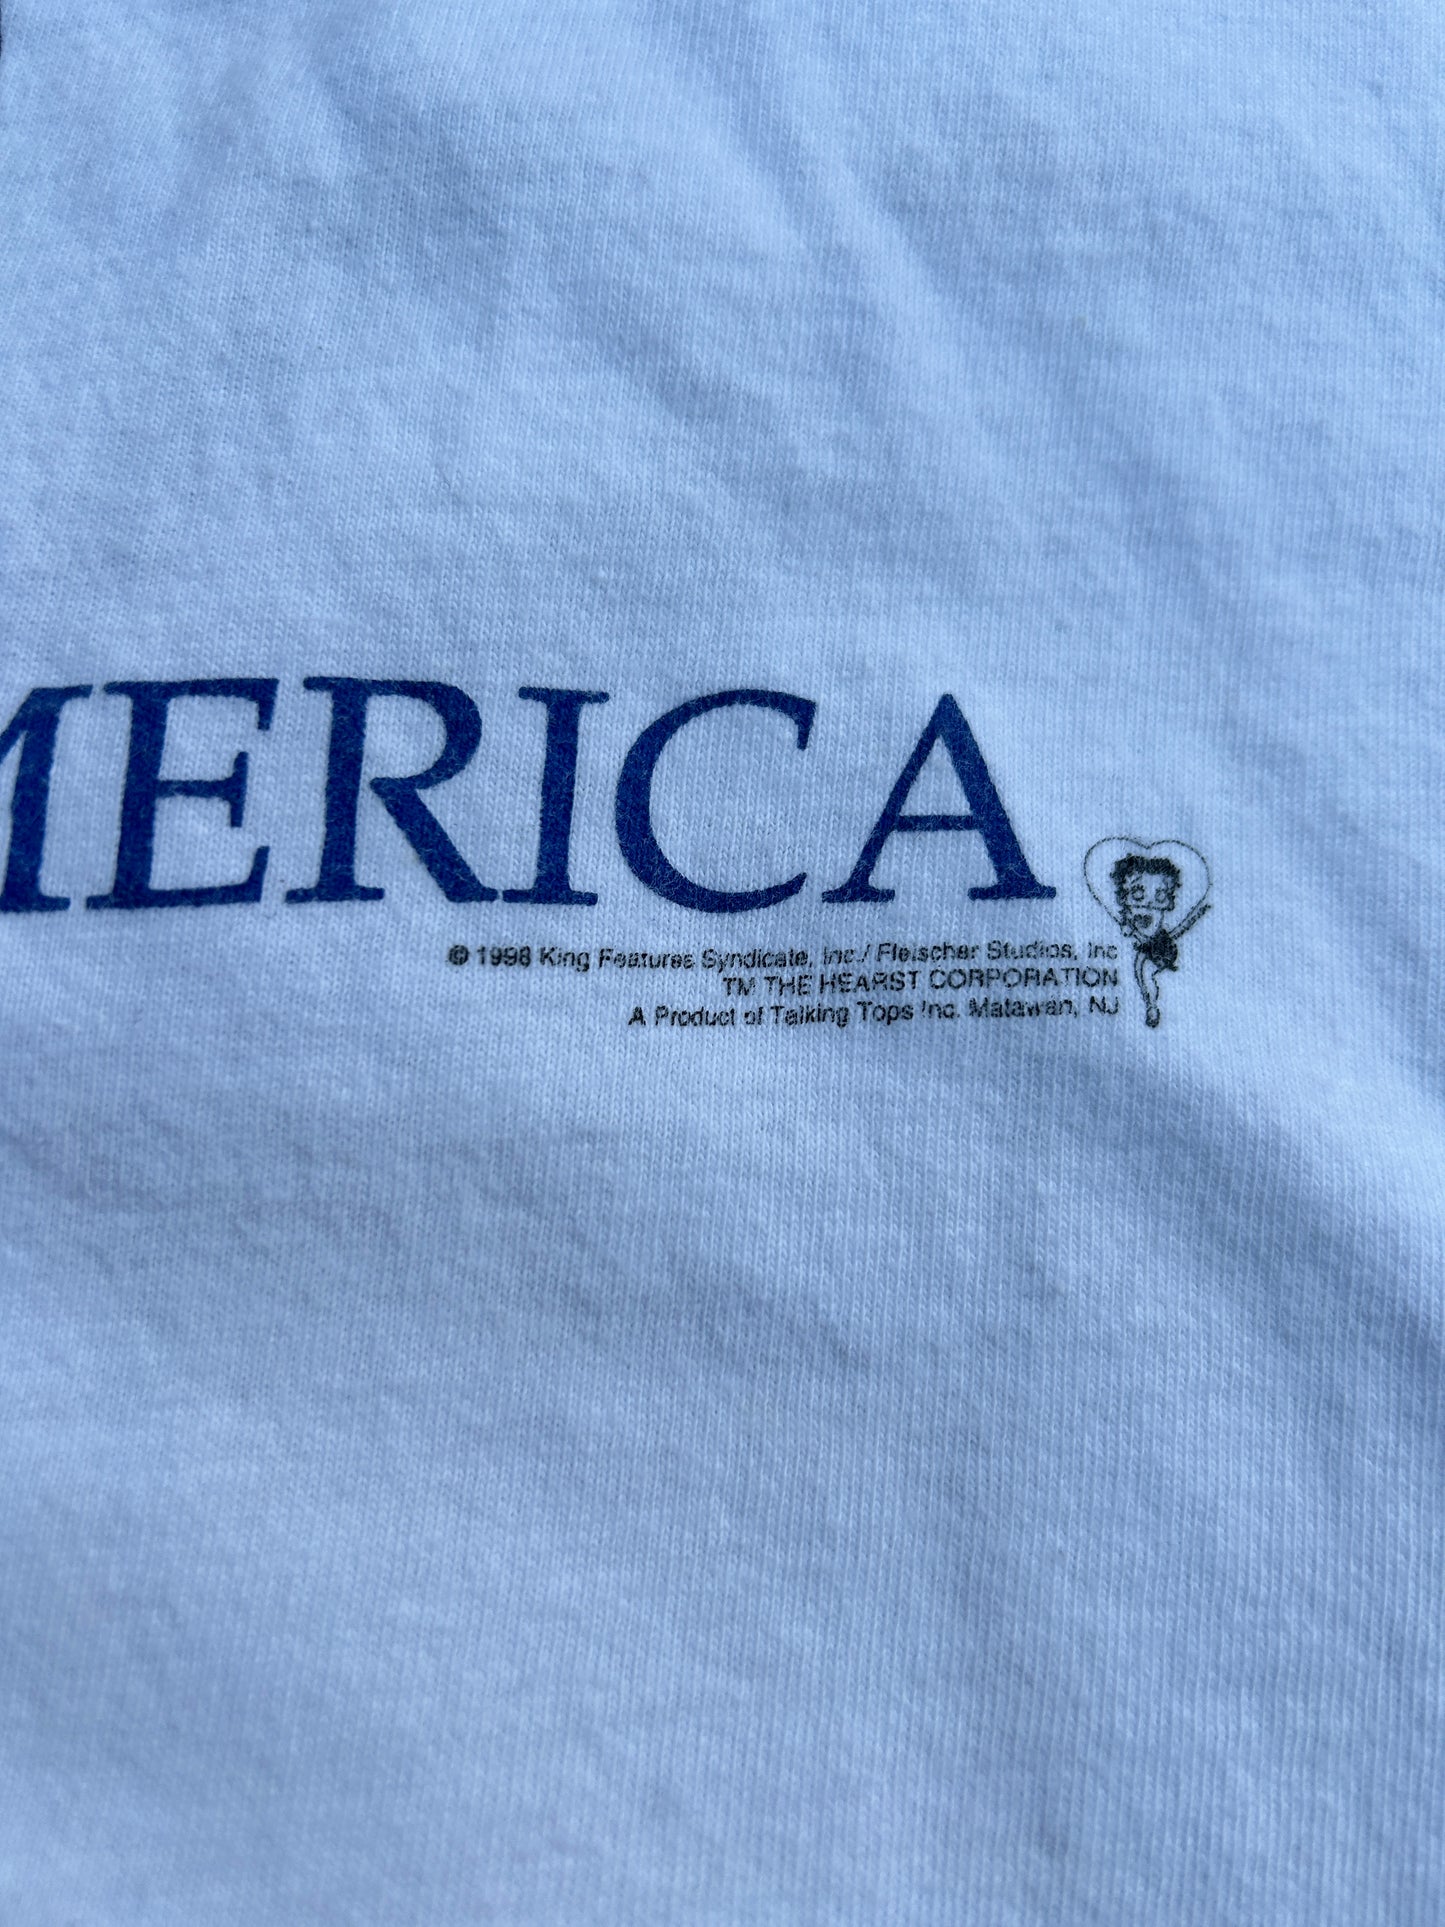 MERICA
© 1998 King Features Syndicate, Inc./ Fleischer Studios, Inc
TM THE HEARST CORPORATION
A Product of Talking Tops Inc. Matawan, NJ